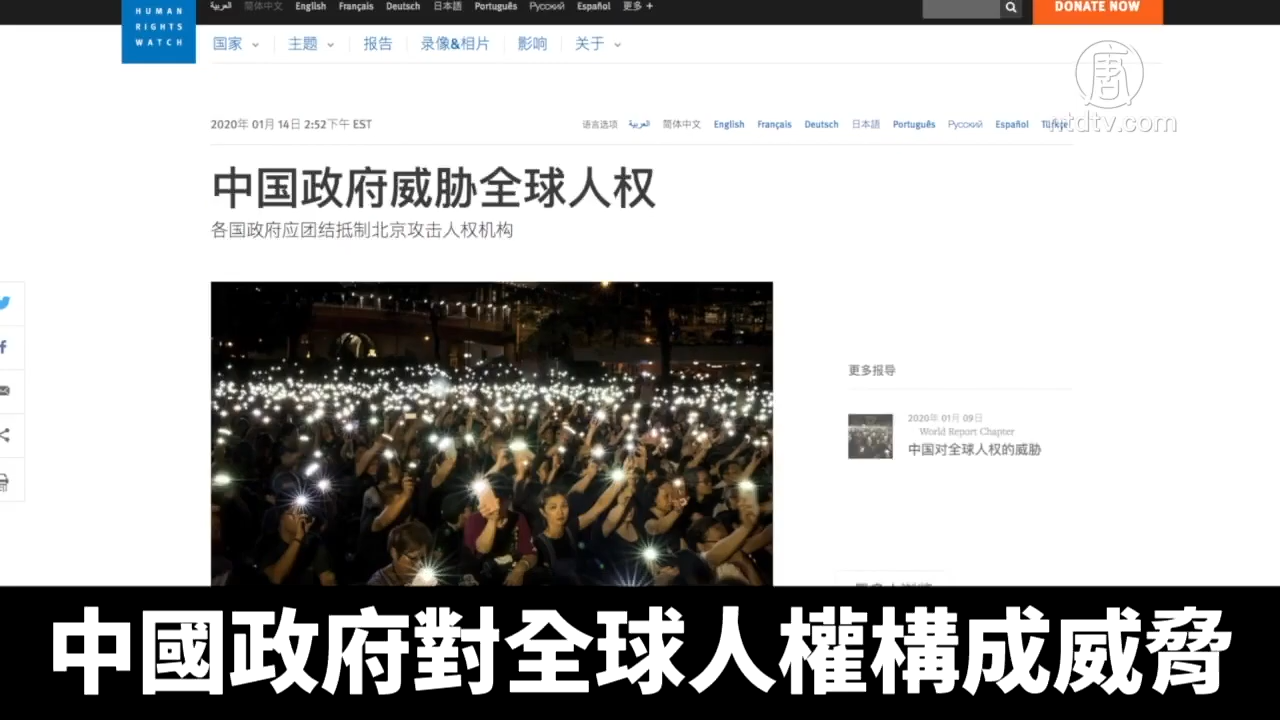 HUMAN
RIGHTS
WATCH
العربية 简体中文 English Français Deutsch 日本語 Português Русский Español 更多 +
DONATE NOW
国家 主题 报告 录像&相片 影响 关于
唐
ntdtv.com
2020年 01月 14日 2:52下午 EST
语言选项 العربية 简体中文 English Français Deutsch 日本語 Português Русский Español Türkçe
中国政府威胁全球人权
各国政府应团结抵制北京攻击人权机构
更多报导
2020年 01月 09日
World Report Chapter
中国对全球人权的威胁
中國政府對全球人權構成威脅